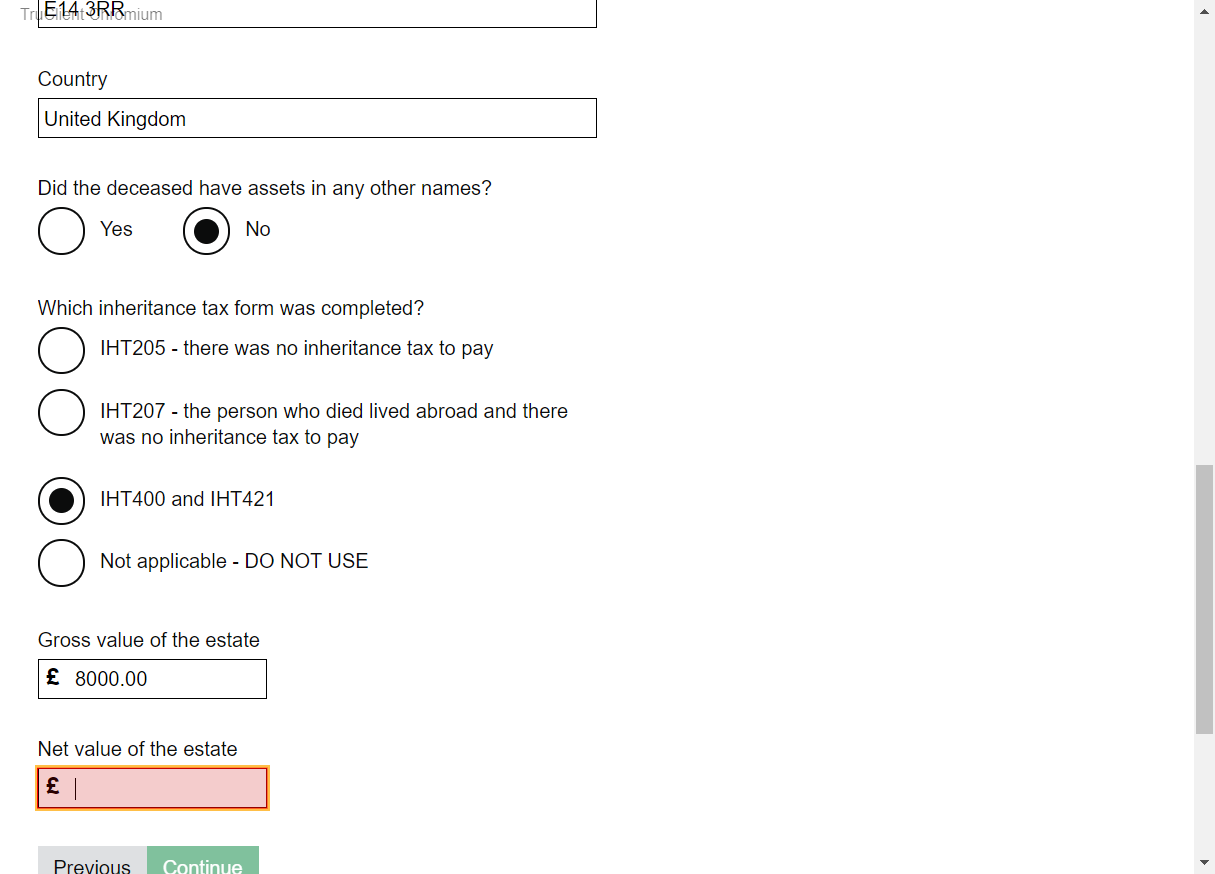 TruClient Chromium
E14 3RR
Country
United Kingdom
Did the deceased have assets in any other names?
Yes
No
Which inheritance tax form was completed?
IHT205 - there was no inheritance tax to pay
IHT207 - the person who died lived abroad and there
was no inheritance tax to pay
IHT400 and IHT421
Not applicable - DO NOT USE
Gross value of the estate
£ 8000.00
Net value of the estate
£
Previous
Continue